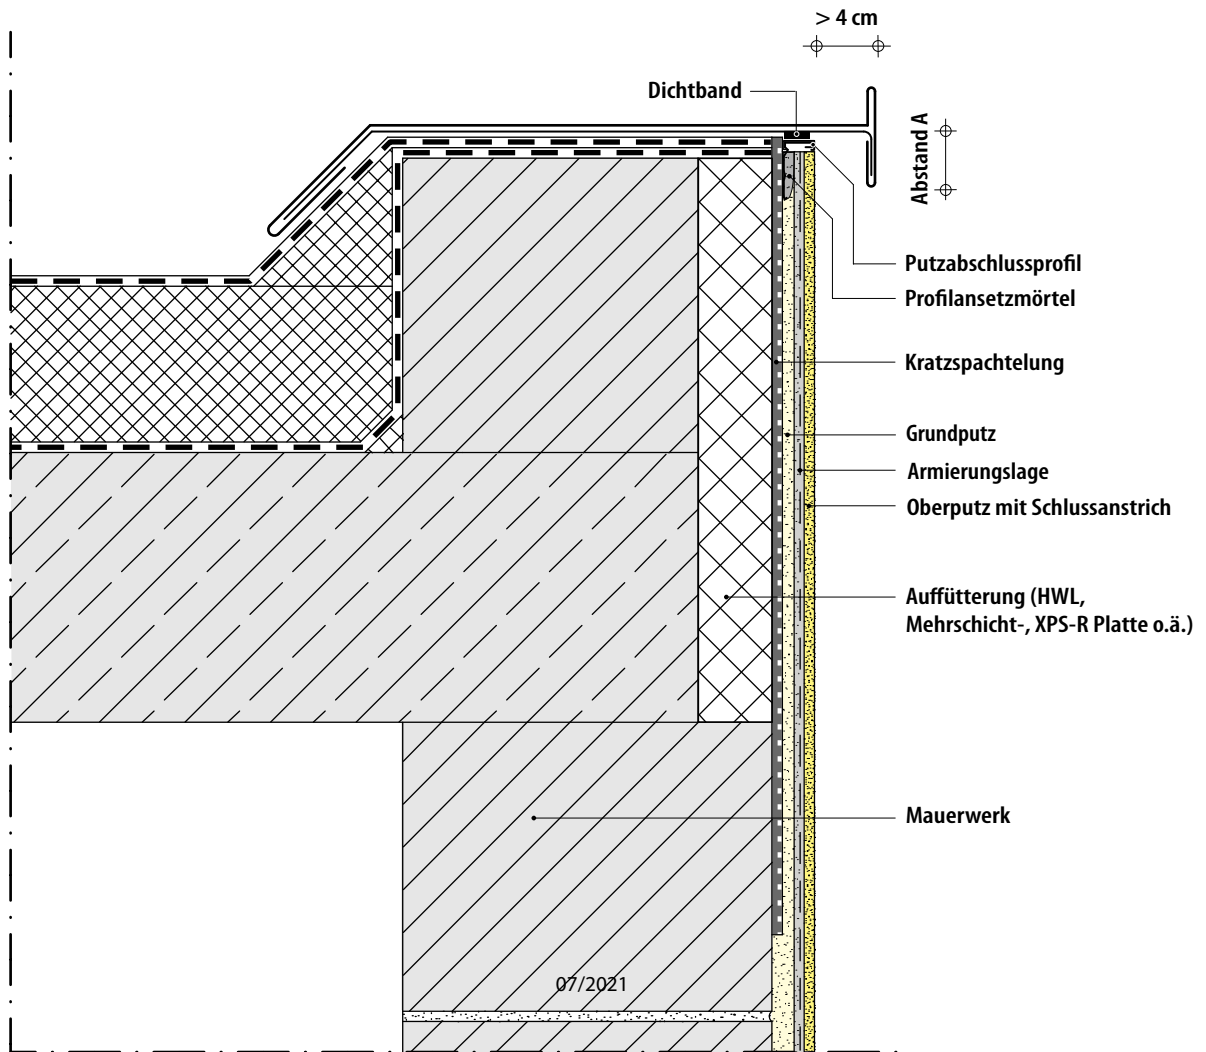 > 4 cm
Dichtband
Abstand A
Putzabschlussprofil
Profilansetzmörtel
Kratzspachtelung
Grundputz
Armierungslage
Oberputz mit Schlussanstrich
Auffütterung (HWL,
Mehrschicht-, XPS-R Platte o.ä.)
Mauerwerk
07/2021